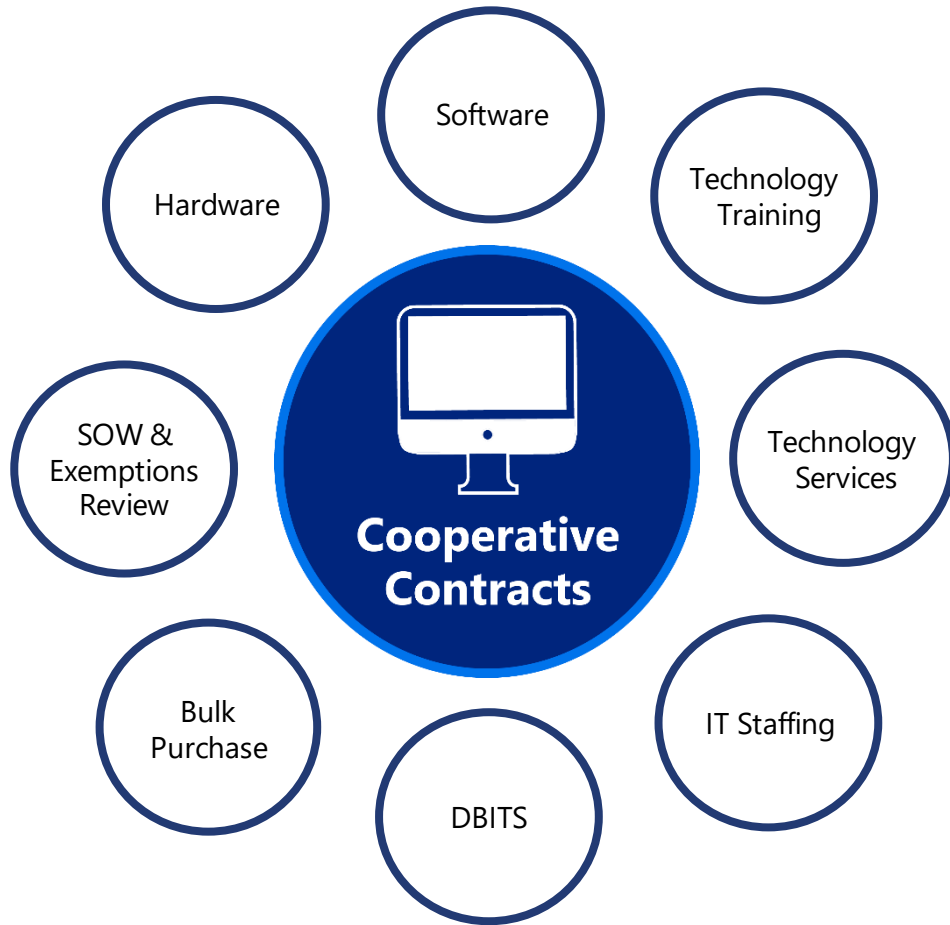 Software
Hardware
Technology
Training
SOW &
Exemptions
Review
Technology
Services
Cooperative
Contracts
Bulk
Purchase
IT Staffing
DBITS